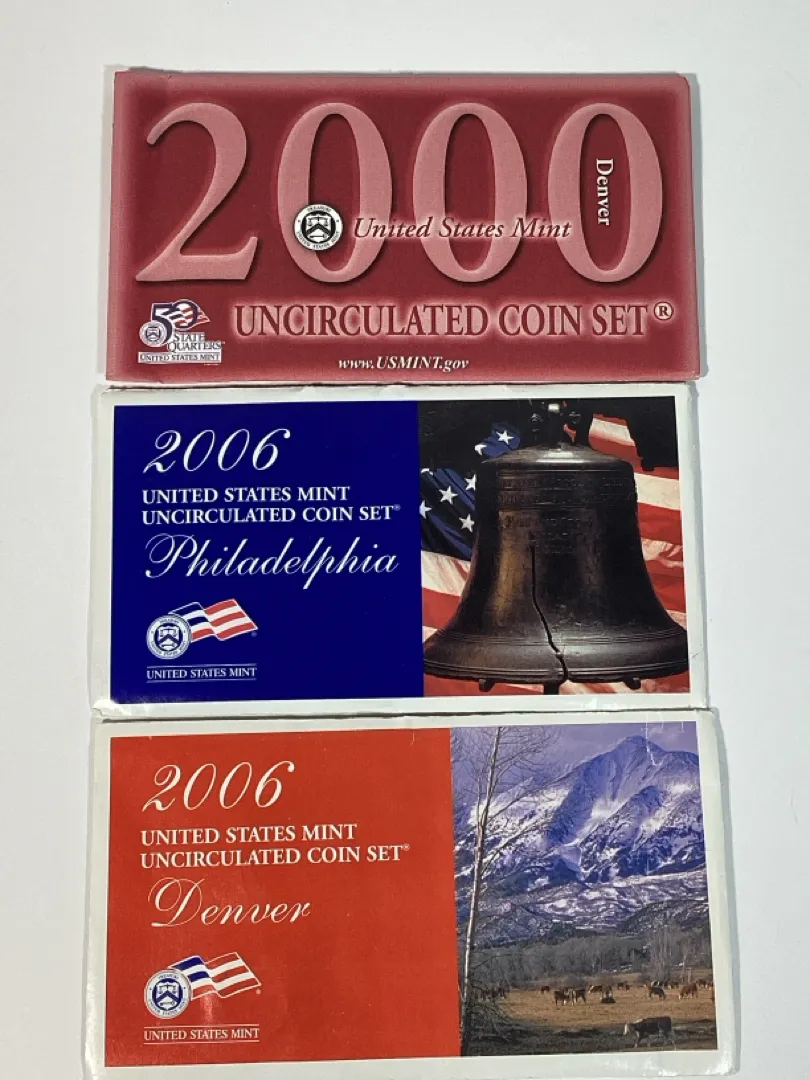 2000
Denver
United States Mint
50
STATE
QUARTERS
UNITED STATES MINT
UNCIRCULATED COIN SET®
www.USMINT.gov
2006
UNITED STATES MINT
UNCIRCULATED COIN SET®
Philadelphia
UNITED STATES MINT
2006
UNITED STATES MINT
UNCIRCULATED COIN SET®
Denver
UNITED STATES MINT